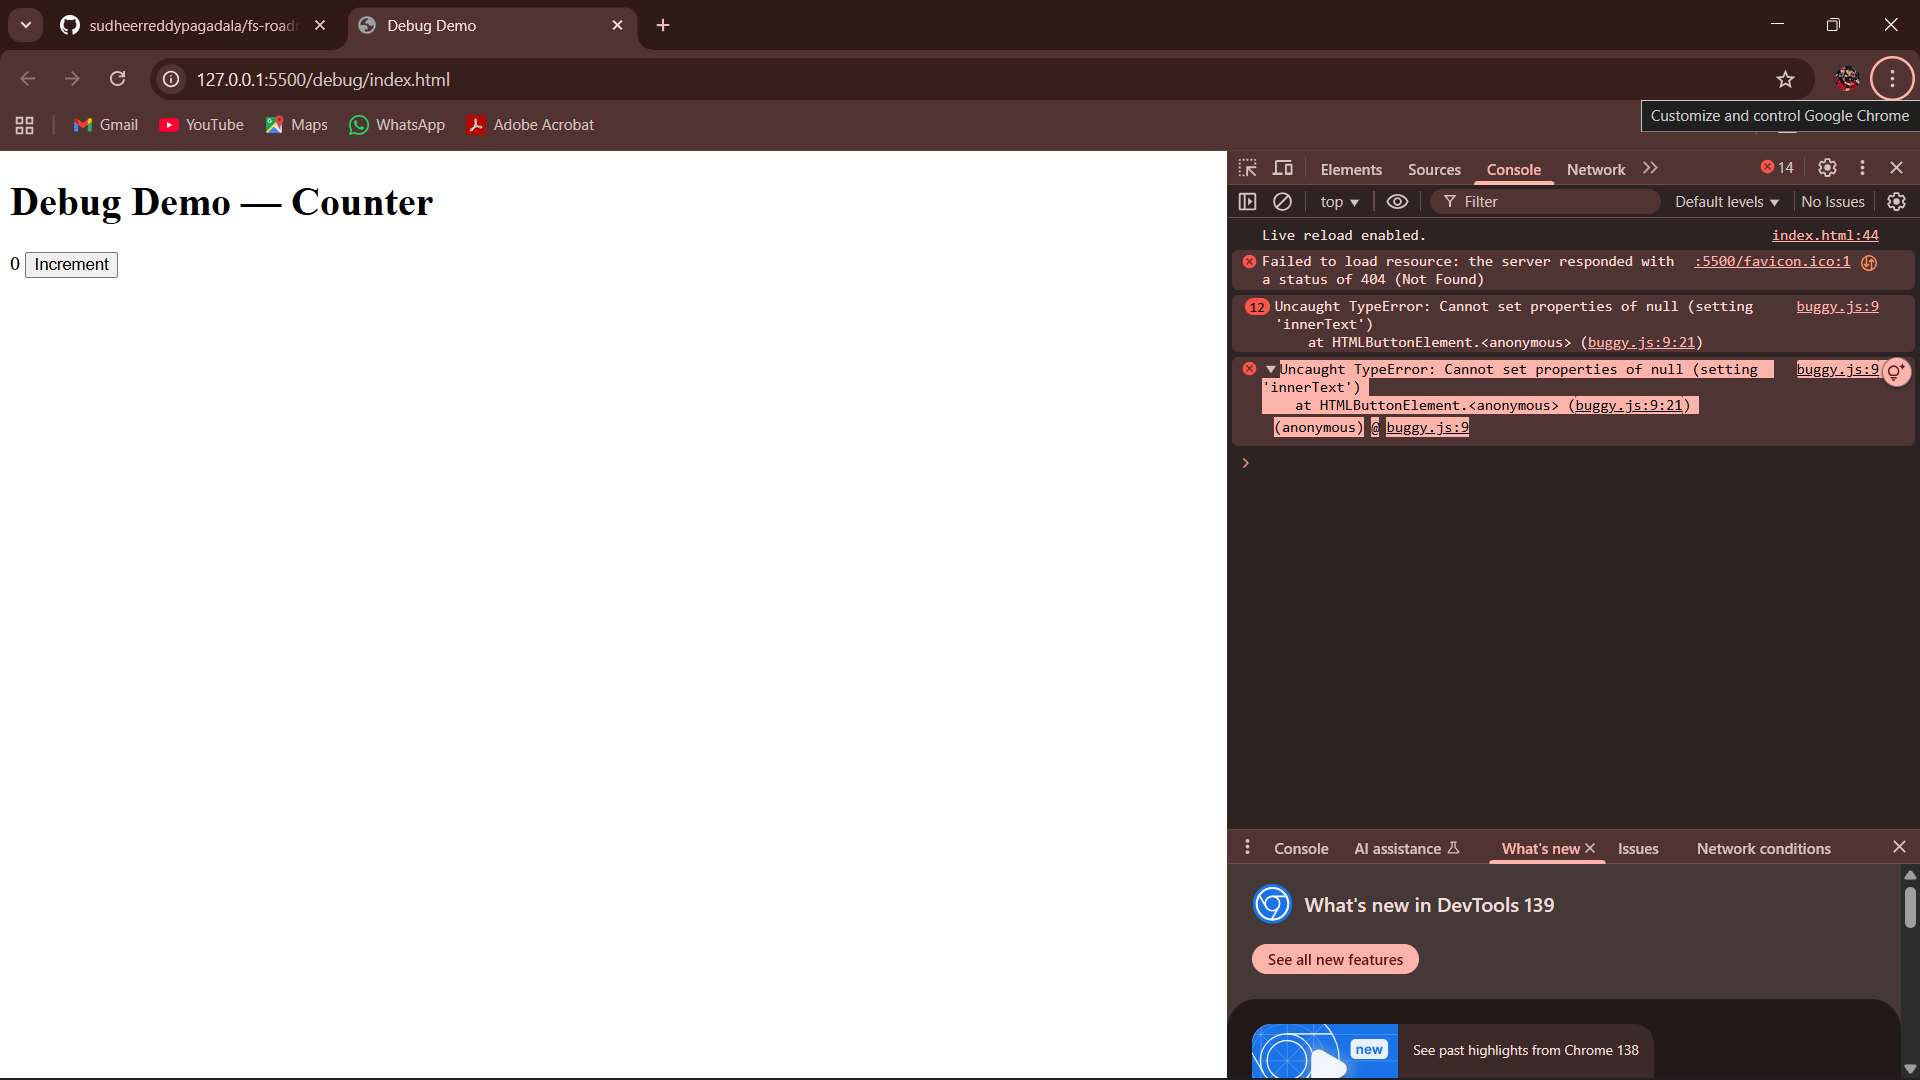 sudheerreddypagadala/fs-road
Debug Demo
127.0.0.1:5500/debug/index.html
Gmail
YouTube
Maps
WhatsApp
Adobe Acrobat
Customize and control Google Chrome
Debug Demo — Counter
0 Increment
Elements
Sources
Console
Network
14
top
Filter
Default levels
No Issues
Live reload enabled. index.html:44
Failed to load resource: the server responded with :5500/favicon.ico:1
a status of 404 (Not Found)
12 Uncaught TypeError: Cannot set properties of null (setting buggy.js:9
'innerText')
at HTMLButtonElement.<anonymous> (buggy.js:9:21)
Uncaught TypeError: Cannot set properties of null (setting buggy.js:9
'innerText')
at HTMLButtonElement.<anonymous> (buggy.js:9:21)
(anonymous) @ buggy.js:9
Console
AI assistance
What's new
Issues
Network conditions
What's new in DevTools 139
See all new features
new
See past highlights from Chrome 138